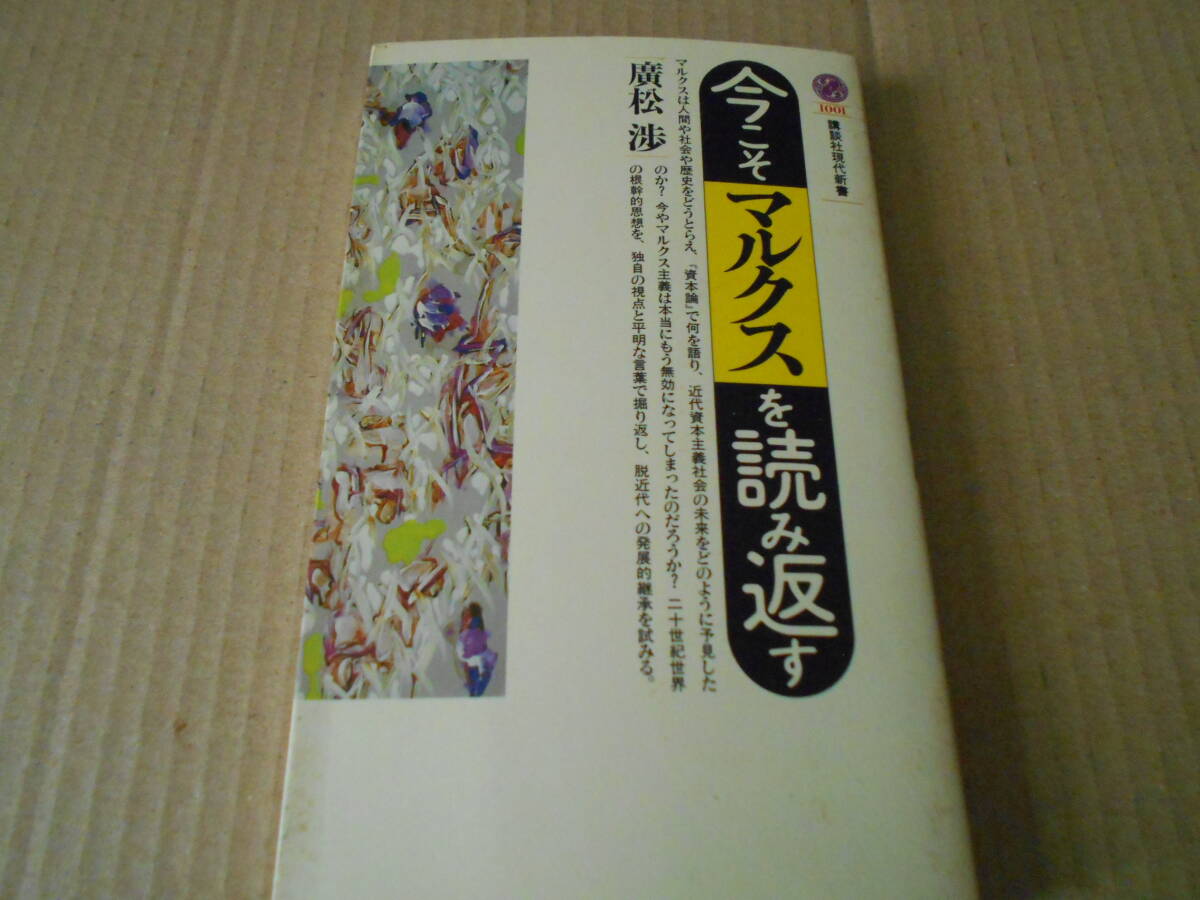 1001
講談社現代新書
今こそマルクスを読み返す
マルクスは人間や社会や歴史をどうとらえ、『資本論』で何を語り、近代資本主義社会の未来をどのように予見した
のか？今やマルクス主義は本当にもう無効になってしまったのだろうか？二十世紀世界
の根幹的思想を、独自の視点と平明な言葉で掘り返し、脱近代への発展的継承を試みる。
廣松 渉